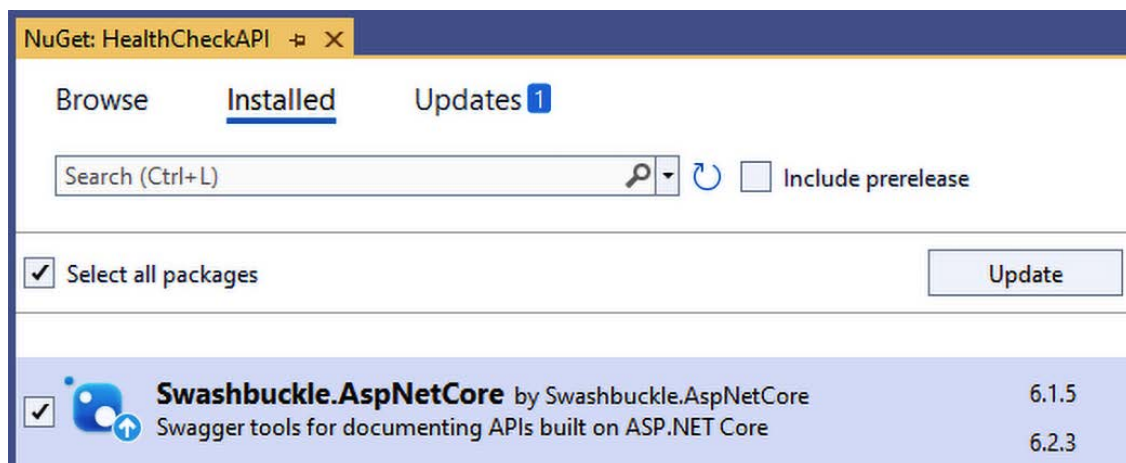 NuGet: HealthCheckAPI
Browse Installed Updates 1
Search (Ctrl+L) Include prerelease
Select all packages Update
Swashbuckle.AspNetCore by Swashbuckle.AspNetCore 6.1.5
Swagger tools for documenting APIs built on ASP.NET Core 6.2.3